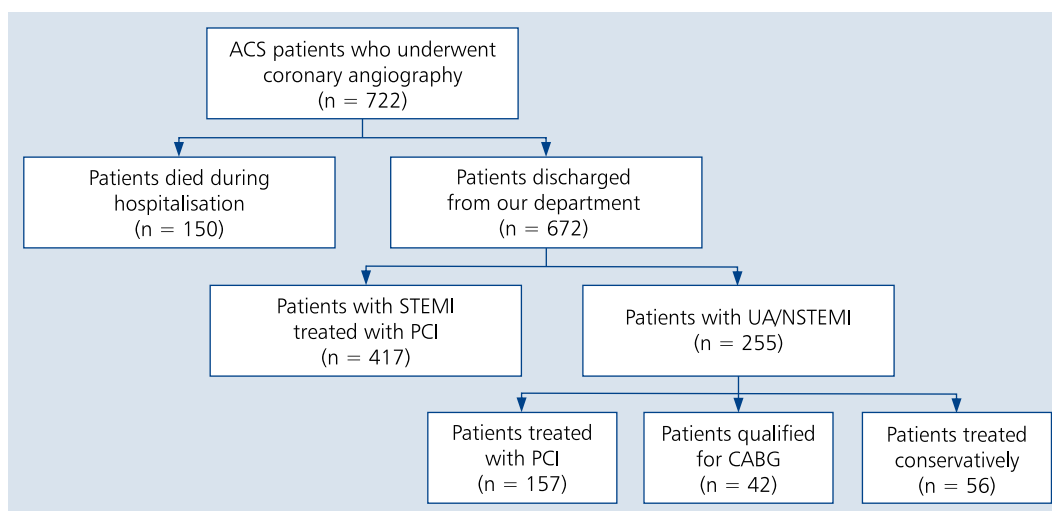 ACS patients who underwent
coronary angiography
(n = 722)
Patients died during
hospitalisation
(n = 150)
Patients discharged
from our department
(n = 672)
Patients with STEMI
treated with PCI
(n = 417)
Patients with UA/NSTEMI
(n = 255)
Patients treated
with PCI
(n = 157)
Patients qualified
for CABG
(n = 42)
Patients treated
conservatively
(n = 56)